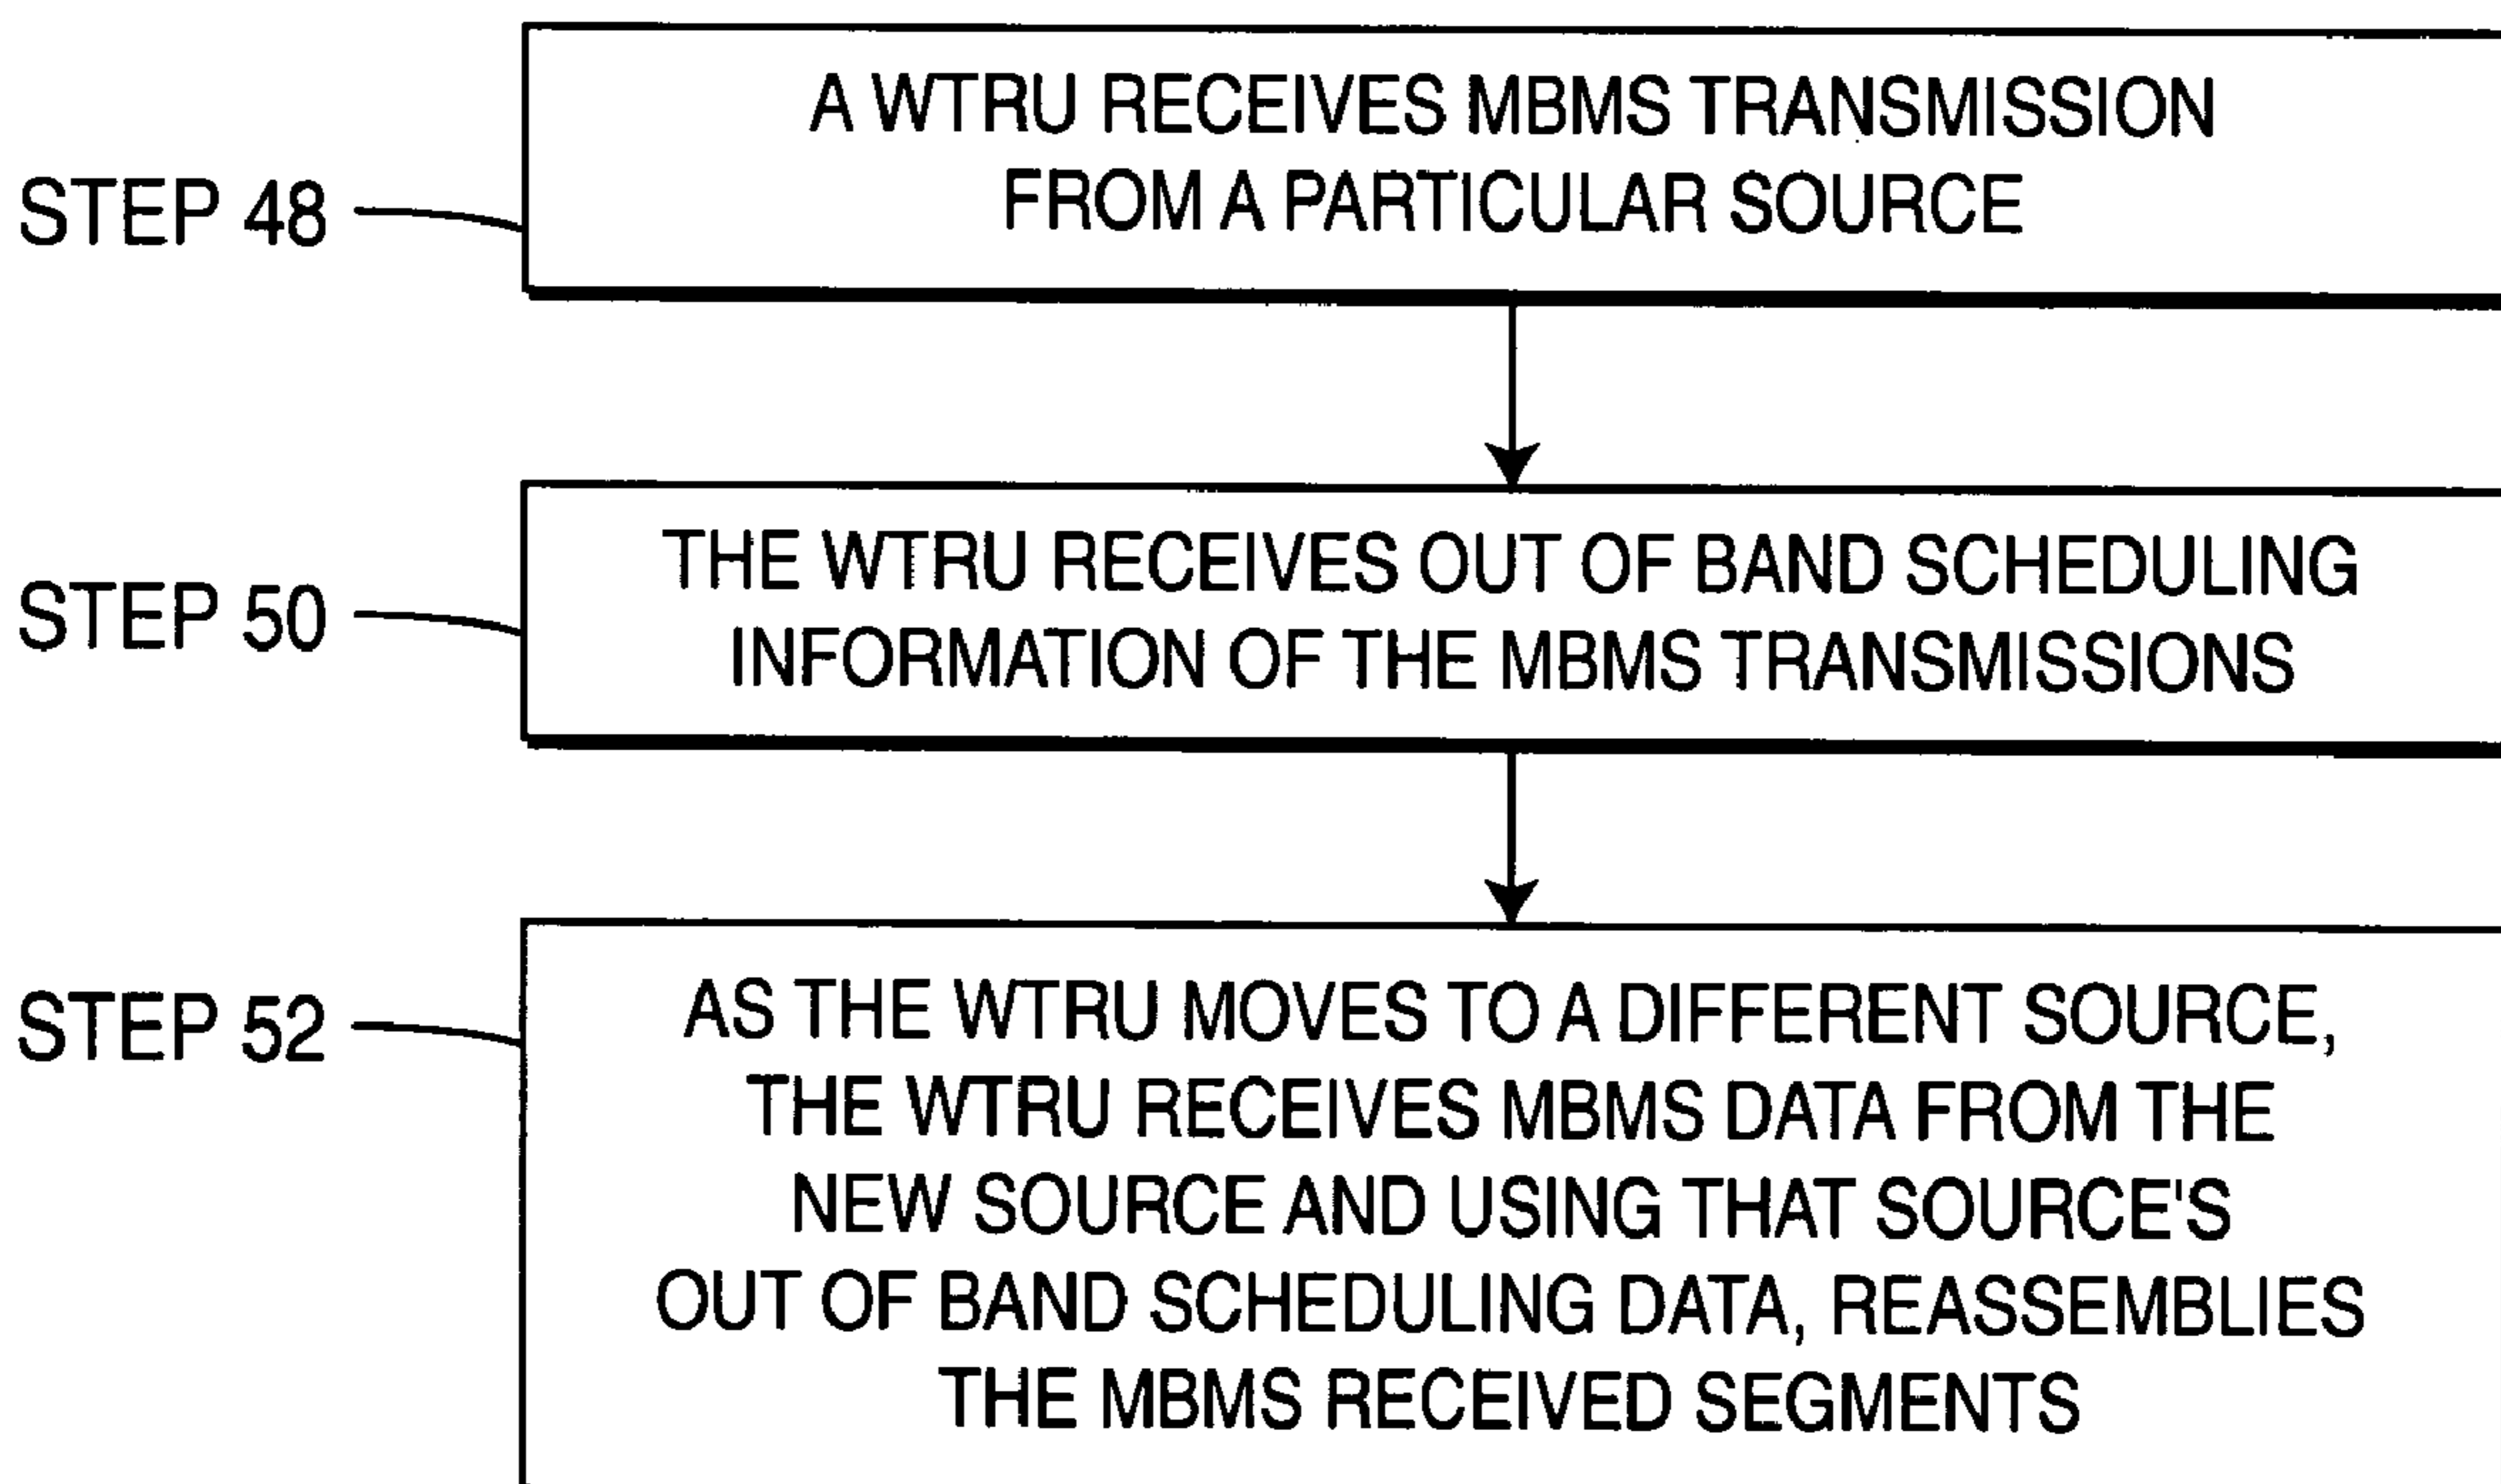 A WTRU RECEIVES MBMS TRANSMISSION
FROM A PARTICULAR SOURCE
STEP 48
THE WTRU RECEIVES OUT OF BAND SCHEDULING
INFORMATION OF THE MBMS TRANSMISSIONS
STEP 50
AS THE WTRU MOVES TO A DIFFERENT SOURCE,
THE WTRU RECEIVES MBMS DATA FROM THE
NEW SOURCE AND USING THAT SOURCE'S
OUT OF BAND SCHEDULING DATA, REASSEMBLIES
THE MBMS RECEIVED SEGMENTS
STEP 52